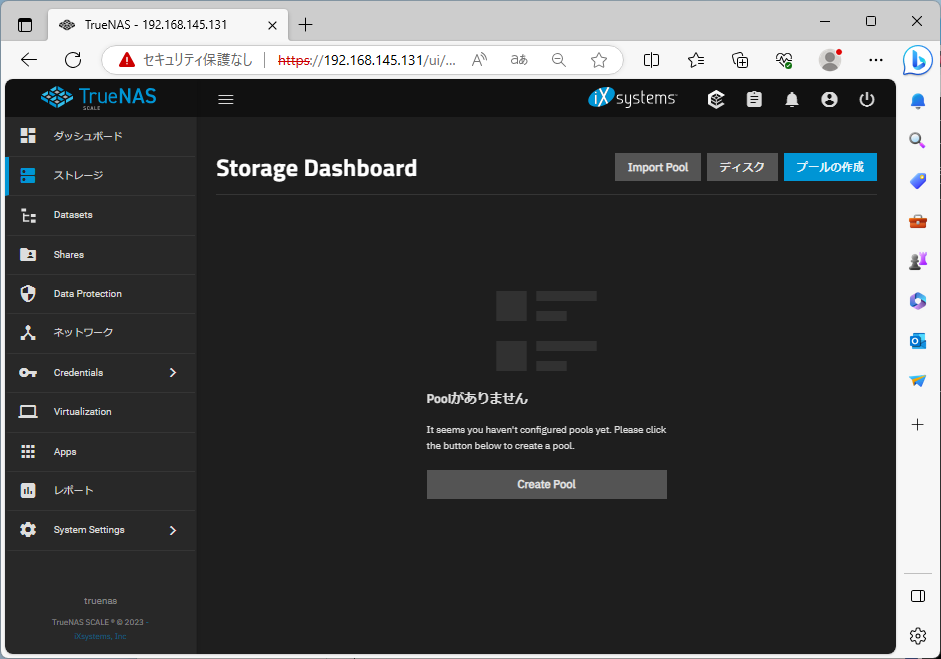 TrueNAS - 192.168.145.131
セキュリティ保護なし
https://192.168.145.131/ui/...
TrueNAS
SCALE
iXsystems
ダッシュボード
ストレージ
Datasets
Shares
Data Protection
ネットワーク
Credentials
Virtualization
Apps
レポート
System Settings
truenas
TrueNAS SCALE ® © 2023 -
iXsystems, Inc
Storage Dashboard
Import Pool
ディスク
プールの作成
Poolがありません
It seems you haven't configured pools yet. Please click
the button below to create a pool.
Create Pool